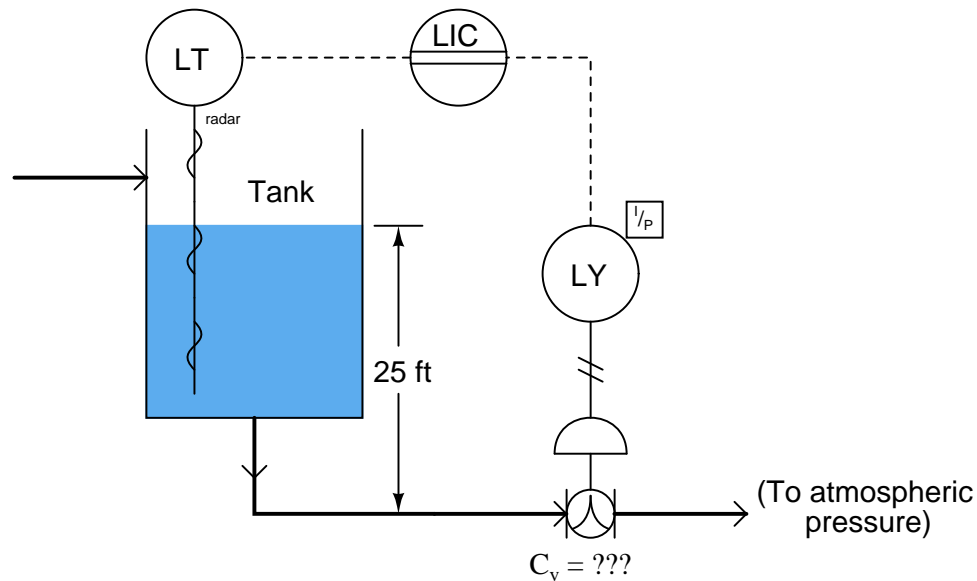 LT
LIC
radar
Tank
I/P
LY
25 ft
(To atmospheric
pressure)
Cv = ???